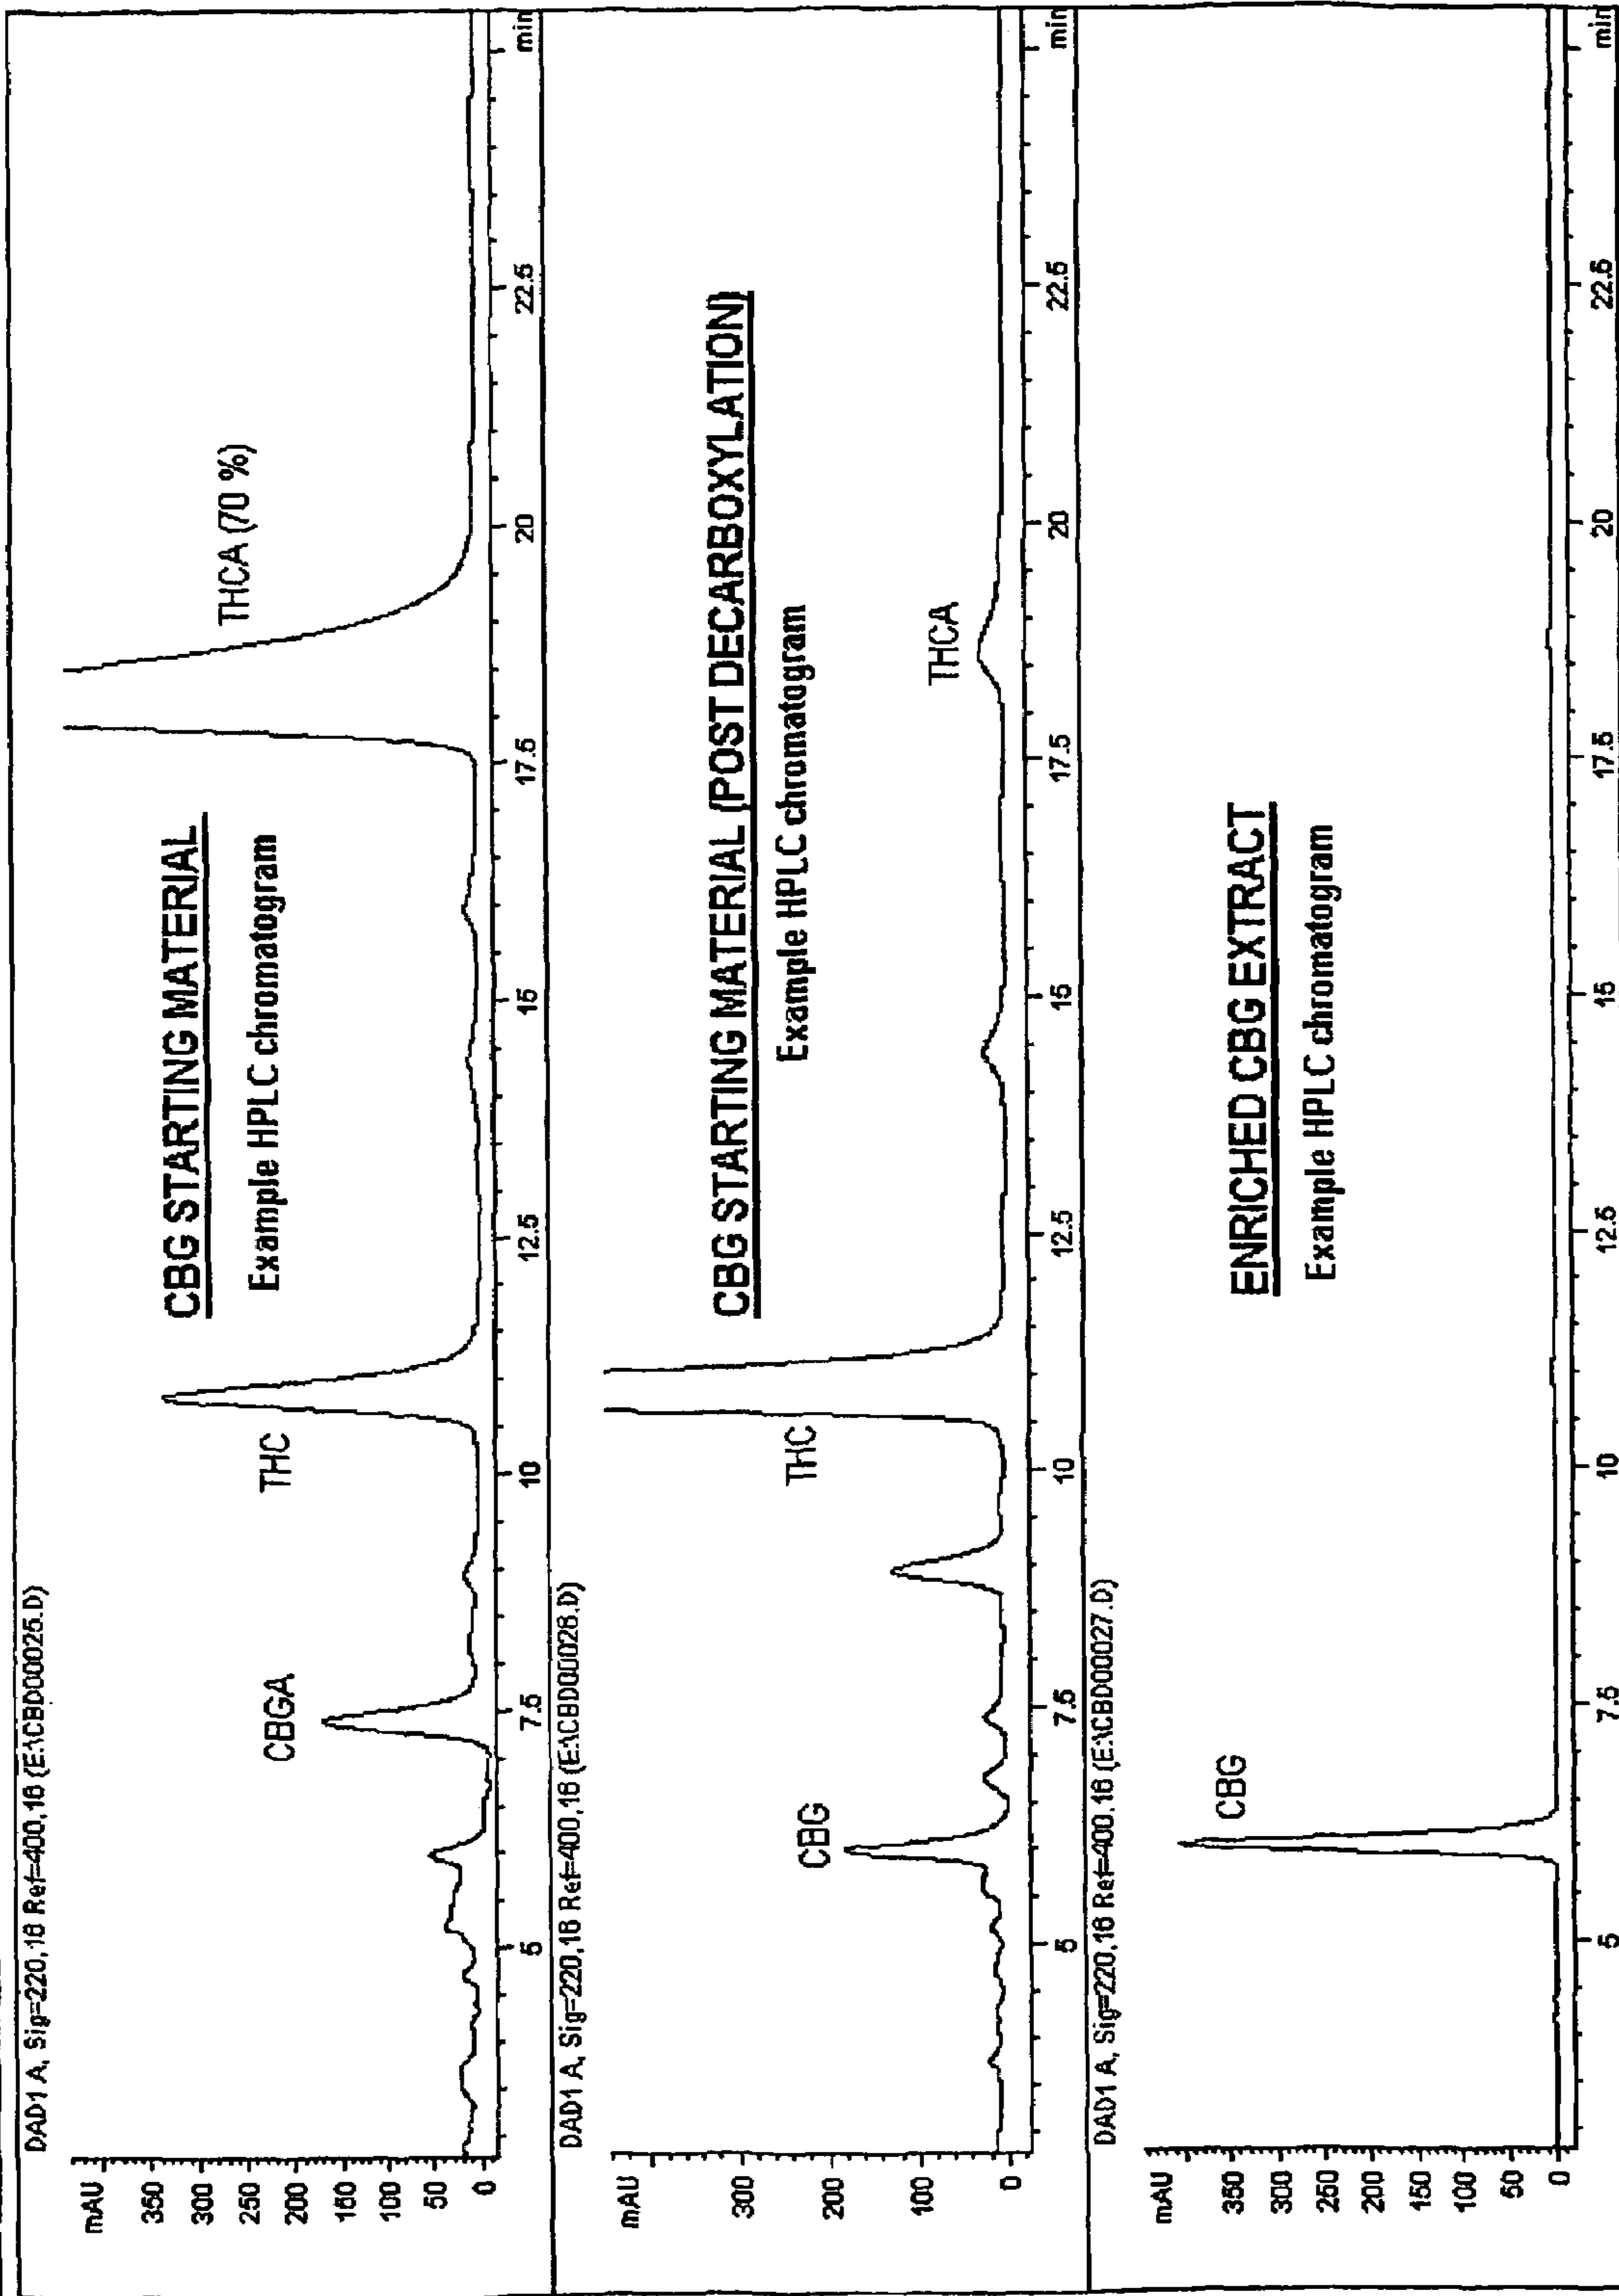 DAD1 A, Sig=220,16 Ref=400,16 (E:\CBD00025.D)
mAU
350
300
250
200
150
100
50
0
CBG STARTING MATERIAL
Example HPLC chromatogram
CBGA
THC
THCA (70 %)
5
7.5
10
12.5
15
17.5
20
22.5
min
DAD1 A, Sig=220,16 Ref=400,16 (E:\CBD00026.D)
mAU
300
200
100
0
CBG STARTING MATERIAL (POST DECARBOXYLATION)
Example HPLC chromatogram
CBG
THC
THCA
5
7.5
10
12.5
15
17.5
20
22.5
min
DAD1 A, Sig=220,16 Ref=400,16 (E:\CBD00027.D)
mAU
350
300
250
200
150
100
50
0
ENRICHED CBG EXTRACT
Example HPLC chromatogram
CBG
5
7.5
10
12.5
15
17.5
20
22.5
min